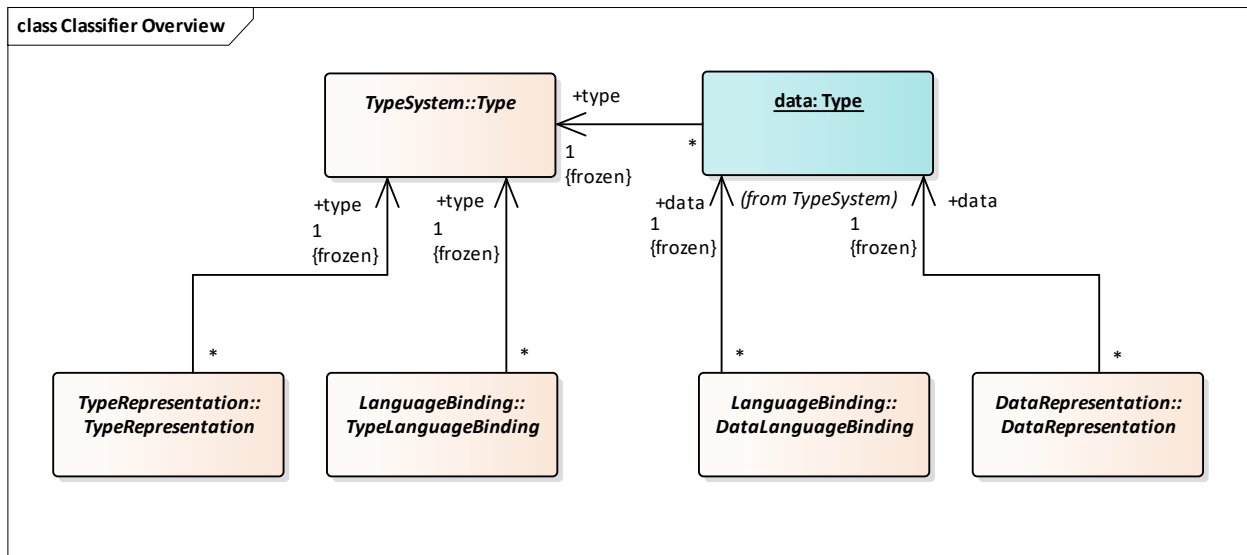 class Classifier Overview
TypeSystem::Type
+type
1
{frozen}
*
data: Type
(from TypeSystem)
+type
1
{frozen}
+type
1
{frozen}
+data
1
{frozen}
+data
1
{frozen}
*
*
*
*
TypeRepresentation::
TypeRepresentation
LanguageBinding::
TypeLanguageBinding
LanguageBinding::
DataLanguageBinding
DataRepresentation::
DataRepresentation